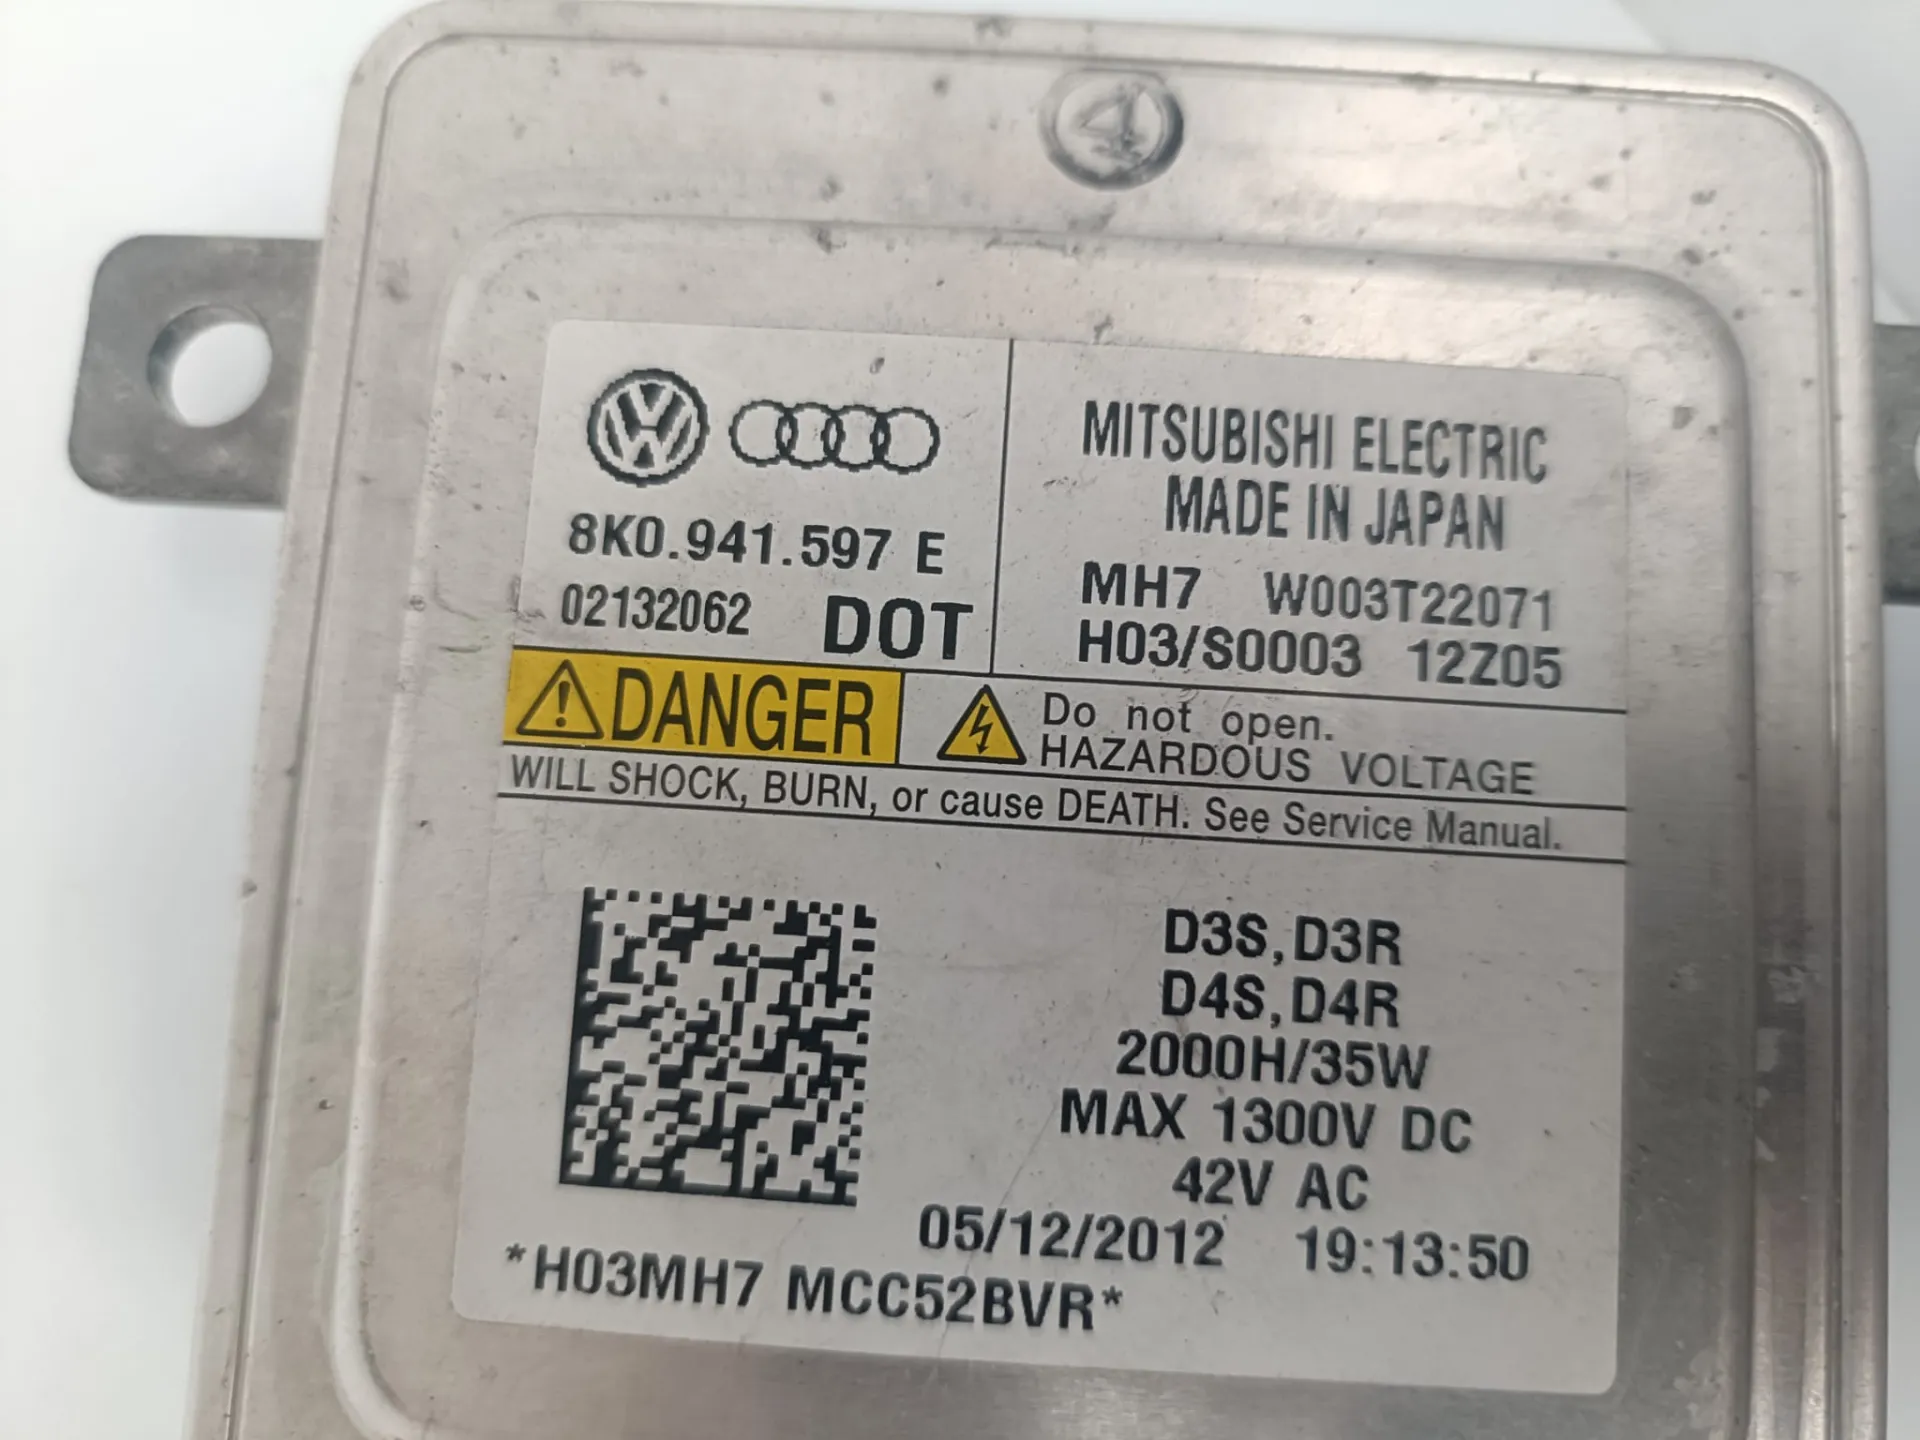 4
8K0.941.597 E
02132062 DOT
MITSUBISHI ELECTRIC
MADE IN JAPAN
MH7 W003T22071
H03/S0003 12Z05
DANGER
Do not open.
HAZARDOUS VOLTAGE
WILL SHOCK, BURN, or cause DEATH. See Service Manual.
D3S, D3R
D4S, D4R
2000H/35W
MAX 1300V DC
42V AC
05/12/2012 19:13:50
*H03MH7 MCC52BVR*